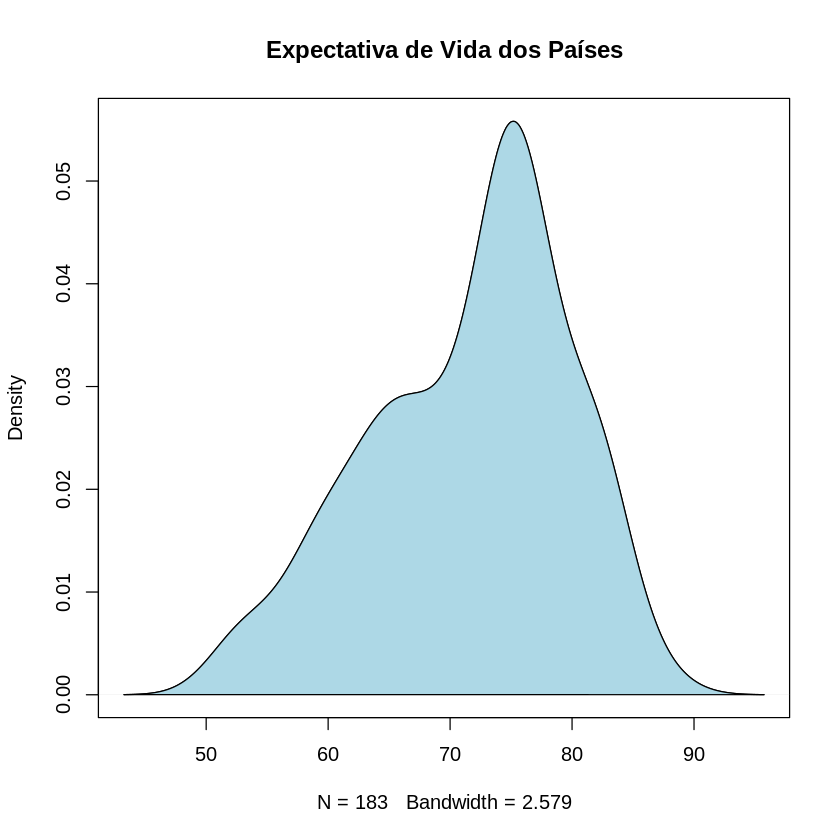 Expectativa de Vida dos Países
Density
0.05
0.04
0.03
0.02
0.01
0.00
50 60 70 80 90
N = 183 Bandwidth = 2.579